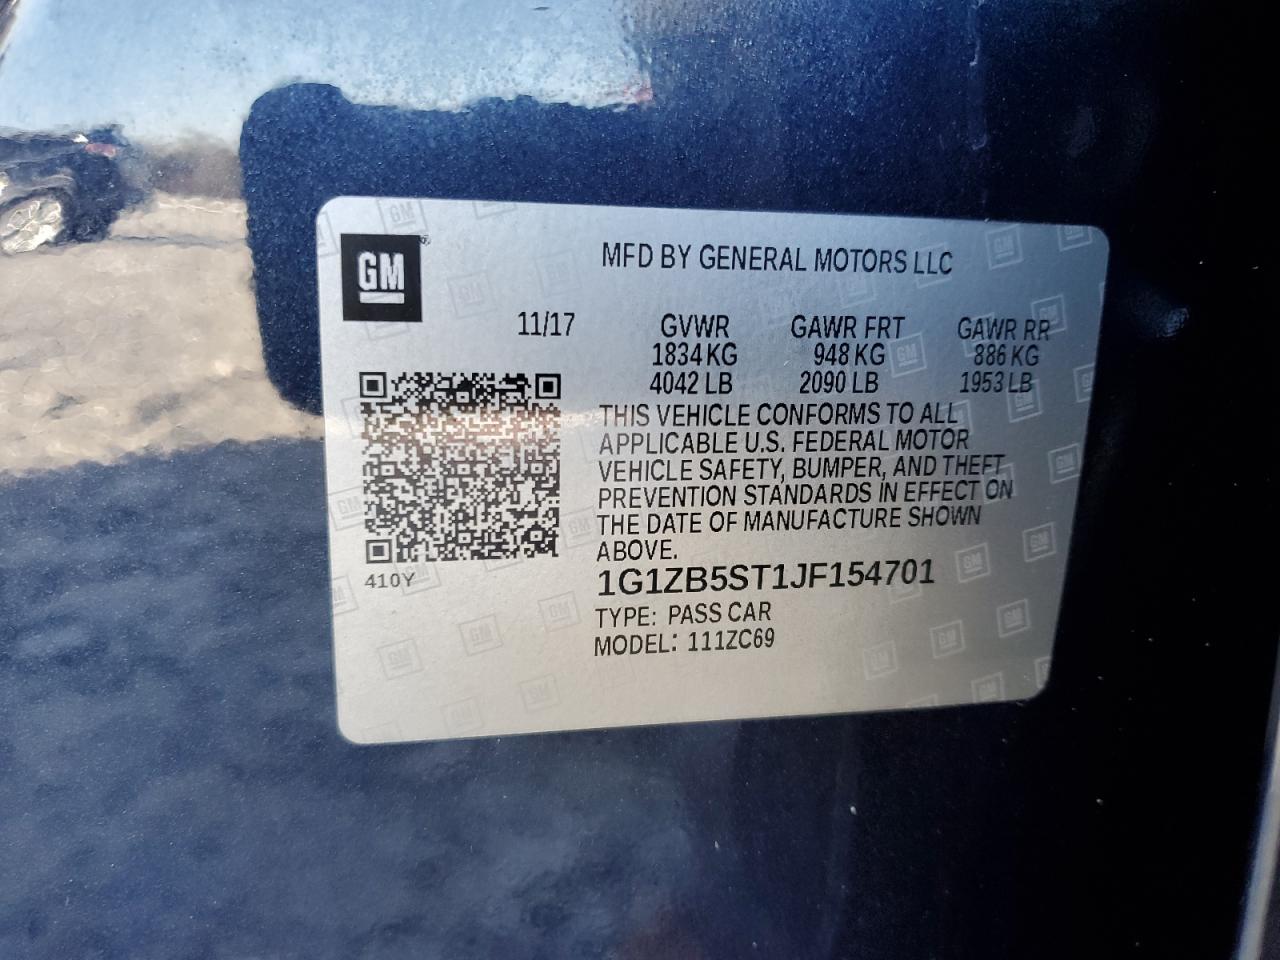 GM
MFD BY GENERAL MOTORS LLC
11/17 GVWR GAWR FRT GAWR RR
1834 KG 948 KG 886 KG
4042 LB 2090 LB 1953 LB
THIS VEHICLE CONFORMS TO ALL
APPLICABLE U.S. FEDERAL MOTOR
VEHICLE SAFETY, BUMPER, AND THEFT
PREVENTION STANDARDS IN EFFECT ON
THE DATE OF MANUFACTURE SHOWN
ABOVE.
410Y
1G1ZB5ST1JF154701
TYPE: PASS CAR
MODEL: 111ZC69